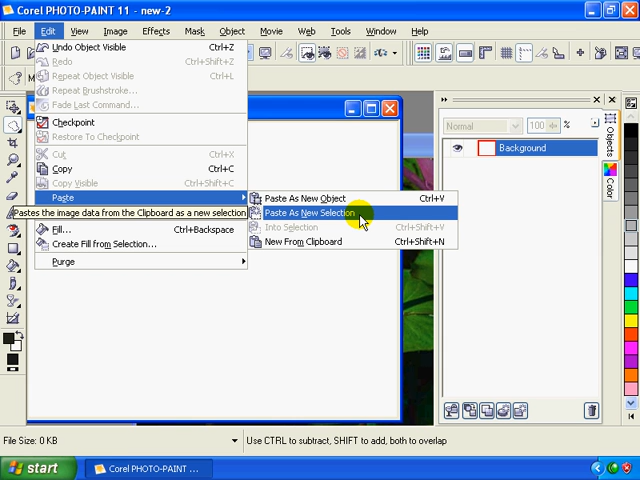 Corel PHOTO-PAINT 11 - new-2
File Edit View Image Effects Mask Object Movie Web Tools Window Help
Undo Object Visible Ctrl+Z
Redo Ctrl+Shift+Z
Repeat Object Visible Ctrl+L
Repeat Brushstroke...
Fade Last Command...
Checkpoint
Restore To Checkpoint
Cut Ctrl+X
Copy Ctrl+C
Copy Visible Ctrl+Shift+C
Paste
Pastes the image data from the Clipboard as a new selection
Fill... Ctrl+Backspace
Create Fill from Selection...
Purge
Paste As New Object Ctrl+V
Paste As New Selection
Into Selection Ctrl+Shift+V
New From Clipboard Ctrl+Shift+N
Normal 100 %
Background
Objects
Color
File Size: 0 KB
Use CTRL to subtract, SHIFT to add, both to overlap
start
Corel PHOTO-PAINT ...